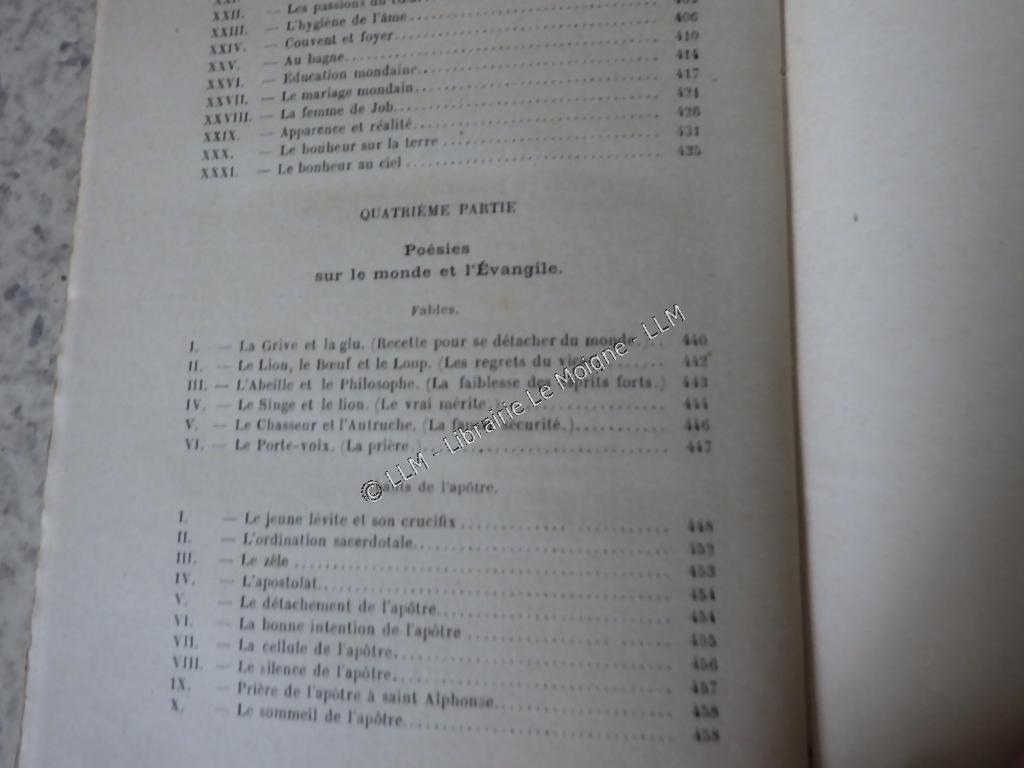 XXII. — Les passions du
XXIII. — L'hygiène de l'âme 406
XXIV. — Couvent et foyer 410
XXV. — Au bagne 414
XXVI. — Éducation mondaine 417
XXVII. — Le mariage mondain 421
XXVIII. — La femme de Job 426
XXIX. — Apparence et réalité 431
XXX. — Le bonheur sur la terre 435
XXXI. — Le bonheur au ciel
QUATRIÈME PARTIE
Poésies
sur le monde et l'Évangile.
Fables.
I. — La Grive et la glu. (Recette pour se détacher du monde.) 440
II. — Le Lion, le Bœuf et le Loup. (Les regrets du 442
III. — L'Abeille et le Philosophe. (La faiblesse des esprits forts.) 443
IV. — Le Singe et le lion. (Le vrai mérite.) 444
V. — Le Chasseur et l'Autruche. (La fausse sécurité.) 446
VI. — Le Porte-voix. (La prière.) 447
de l'apôtre.
I. — Le jeune lévite et son crucifix 448
II. — L'ordination sacerdotale 452
III. — Le zèle 453
IV. — L'apostolat 454
V. — Le détachement de l'apôtre 454
VI. — La bonne intention de l'apôtre 455
VII. — La cellule de l'apôtre 456
VIII. — Le silence de l'apôtre 457
IX. — Prière de l'apôtre à saint Alphonse 458
X. — Le sommeil de l'apôtre 458
© LLM - Librairie Le Moigne - LLM